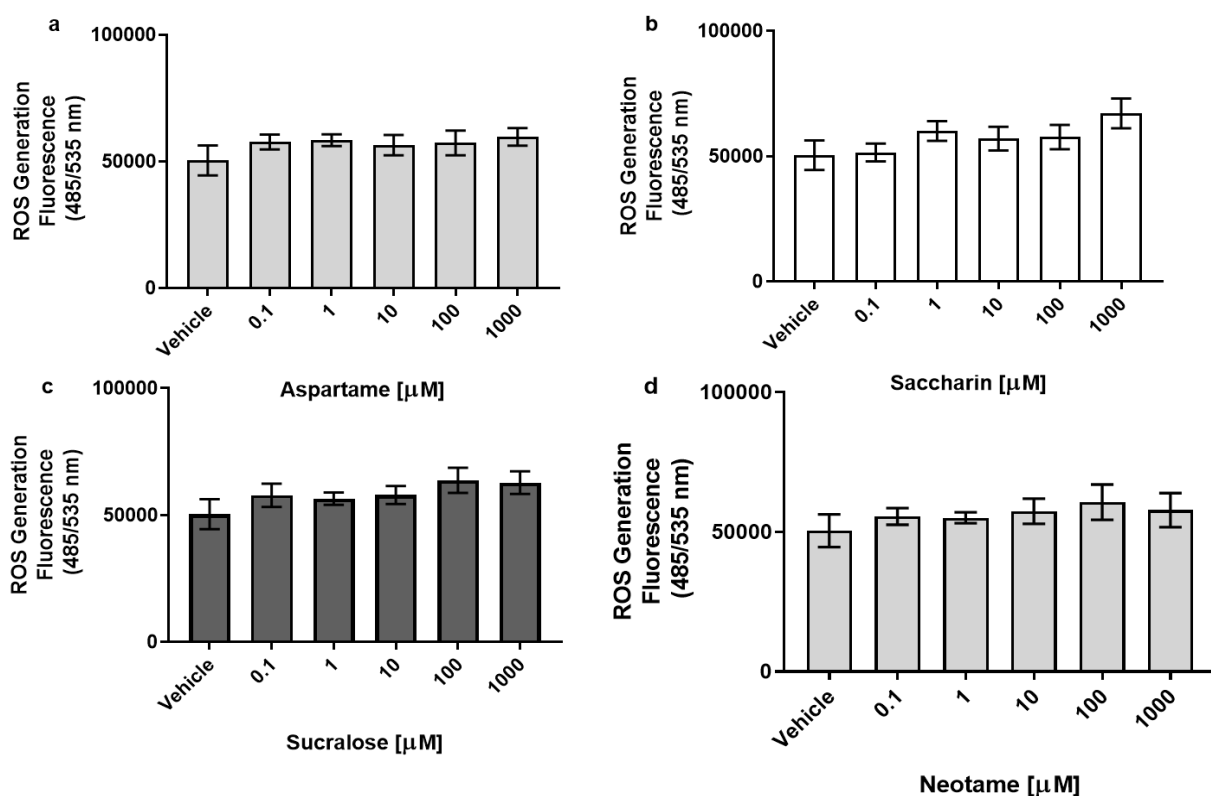 a
100000
50000
0
ROS Generation
Fluorescence
(485/535 nm)
Vehicle
0.1
1
10
100
1000
Aspartame [μM]
b
100000
50000
0
ROS Generation
Fluorescence
(485/535 nm)
Vehicle
0.1
1
10
100
1000
Saccharin [μM]
c
100000
50000
0
ROS Generation
Fluorescence
(485/535 nm)
Vehicle
0.1
1
10
100
1000
Sucralose [μM]
d
100000
50000
0
ROS Generation
Fluorescence
(485/535 nm)
Vehicle
0.1
1
10
100
1000
Neotame [μM]